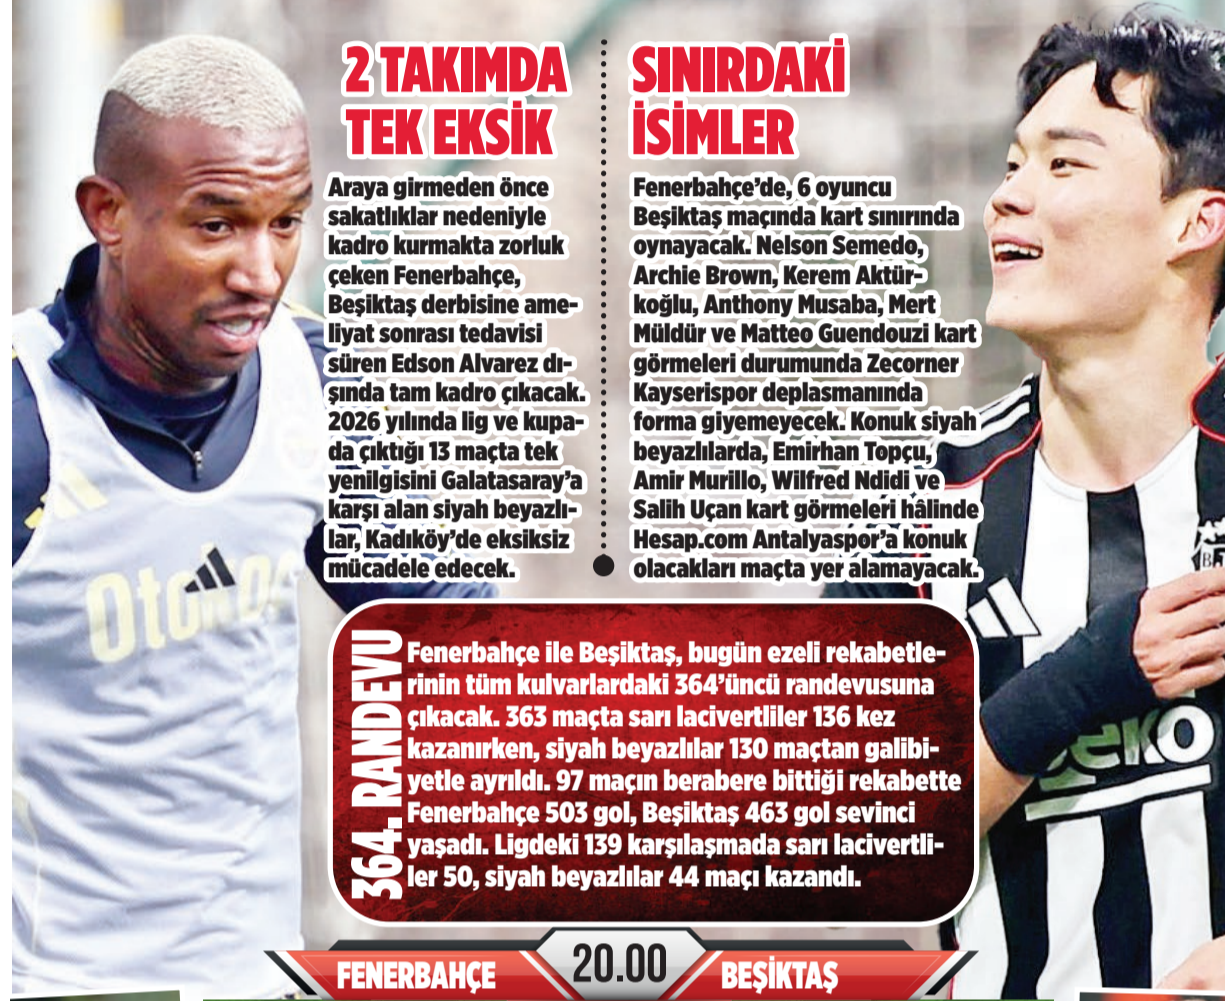 2 TAKIMDA
TEK EKSİK
Araya girmeden önce
sakatlıklar nedeniyle
kadro kurmakta zorluk
çeken Fenerbahçe,
Beşiktaş derbisine ame-
liyat sonrası tedavisi
süren Edson Alvarez dı-
şında tam kadro çıkacak.
2026 yılında lig ve kupa-
da çıktığı 13 maçta tek
yenilgisini Galatasaray’a
karşı alan siyah beyazlı-
lar, Kadıköy’de eksiksiz
mücadele edecek.
SINIRDAKİ
İSİMLER
Fenerbahçe’de, 6 oyuncu
Beşiktaş maçında kart sınırında
oynayacak. Nelson Semedo,
Archie Brown, Kerem Aktür-
koğlu, Anthony Musaba, Mert
Müldür ve Matteo Guendouzi kart
görmeleri durumunda Zecorner
Kayserispor deplasmanında
forma giyemeyecek. Konuk siyah
beyazlılarda, Emirhan Topçu,
Amir Murillo, Wilfred Ndidi ve
Salih Uçan kart görmeleri hâlinde
Hesap.com Antalyaspor’a konuk
olacakları maçta yer alamayacak.
364. RANDEVU
Fenerbahçe ile Beşiktaş, bugün ezeli rekabetle-
rinin tüm kulvarlardaki 364’üncü randevusuna
çıkacak. 363 maçta sarı lacivertliler 136 kez
kazanırken, siyah beyazlılar 130 maçtan galibi-
yetle ayrıldı. 97 maçın berabere bittiği rekabette
Fenerbahçe 503 gol, Beşiktaş 463 gol sevinci
yaşadı. Ligdeki 139 karşılaşmada sarı lacivertli-
ler 50, siyah beyazlılar 44 maçı kazandı.
FENERBAHÇE 20.00 BEŞİKTAŞ